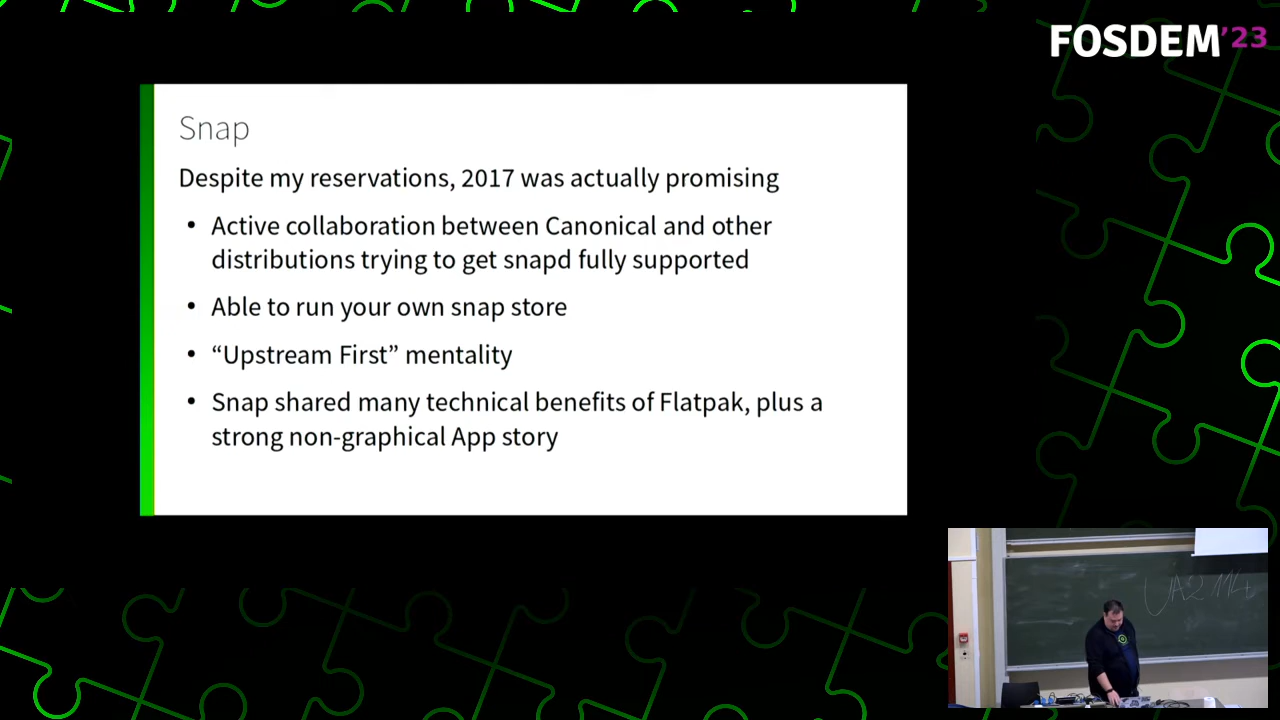 FOSDEM'23
Snap
Despite my reservations, 2017 was actually promising
• Active collaboration between Canonical and other
distributions trying to get snapd fully supported
• Able to run your own snap store
• “Upstream First” mentality
• Snap shared many technical benefits of Flatpak, plus a
strong non-graphical App story